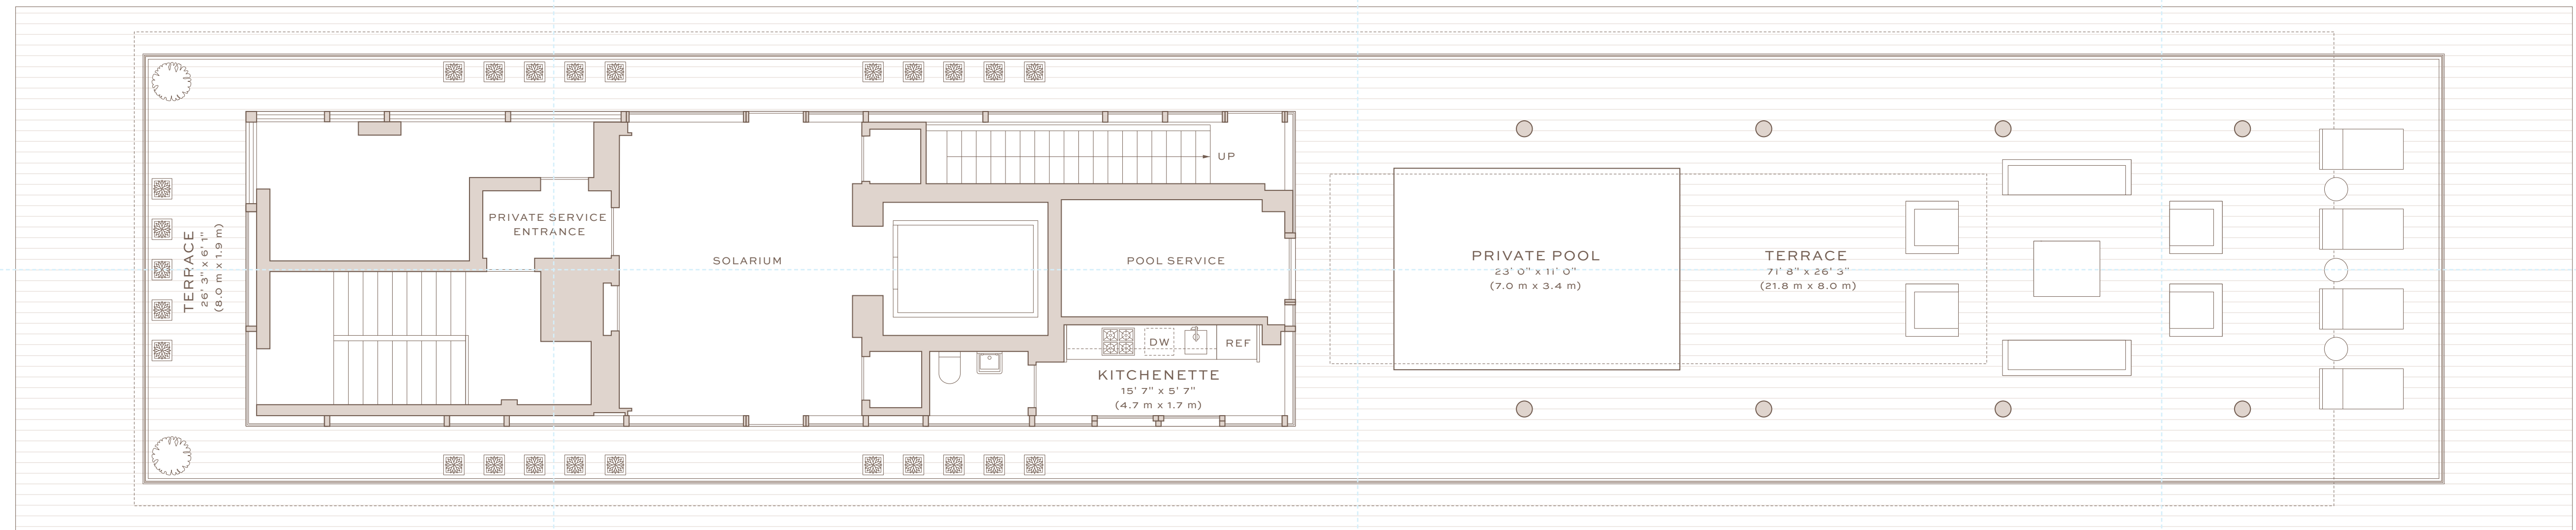 TERRACE
26' 3" x 6' 1"
(8.0 m x 1.9 m)
PRIVATE SERVICE
ENTRANCE
SOLARIUM
UP
POOL SERVICE
DW
REF
KITCHENETTE
15' 7" x 5' 7"
(4.7 m x 1.7 m)
PRIVATE POOL
23' 0" x 11' 0"
(7.0 m x 3.4 m)
TERRACE
71' 8" x 26' 3"
(21.8 m x 8.0 m)